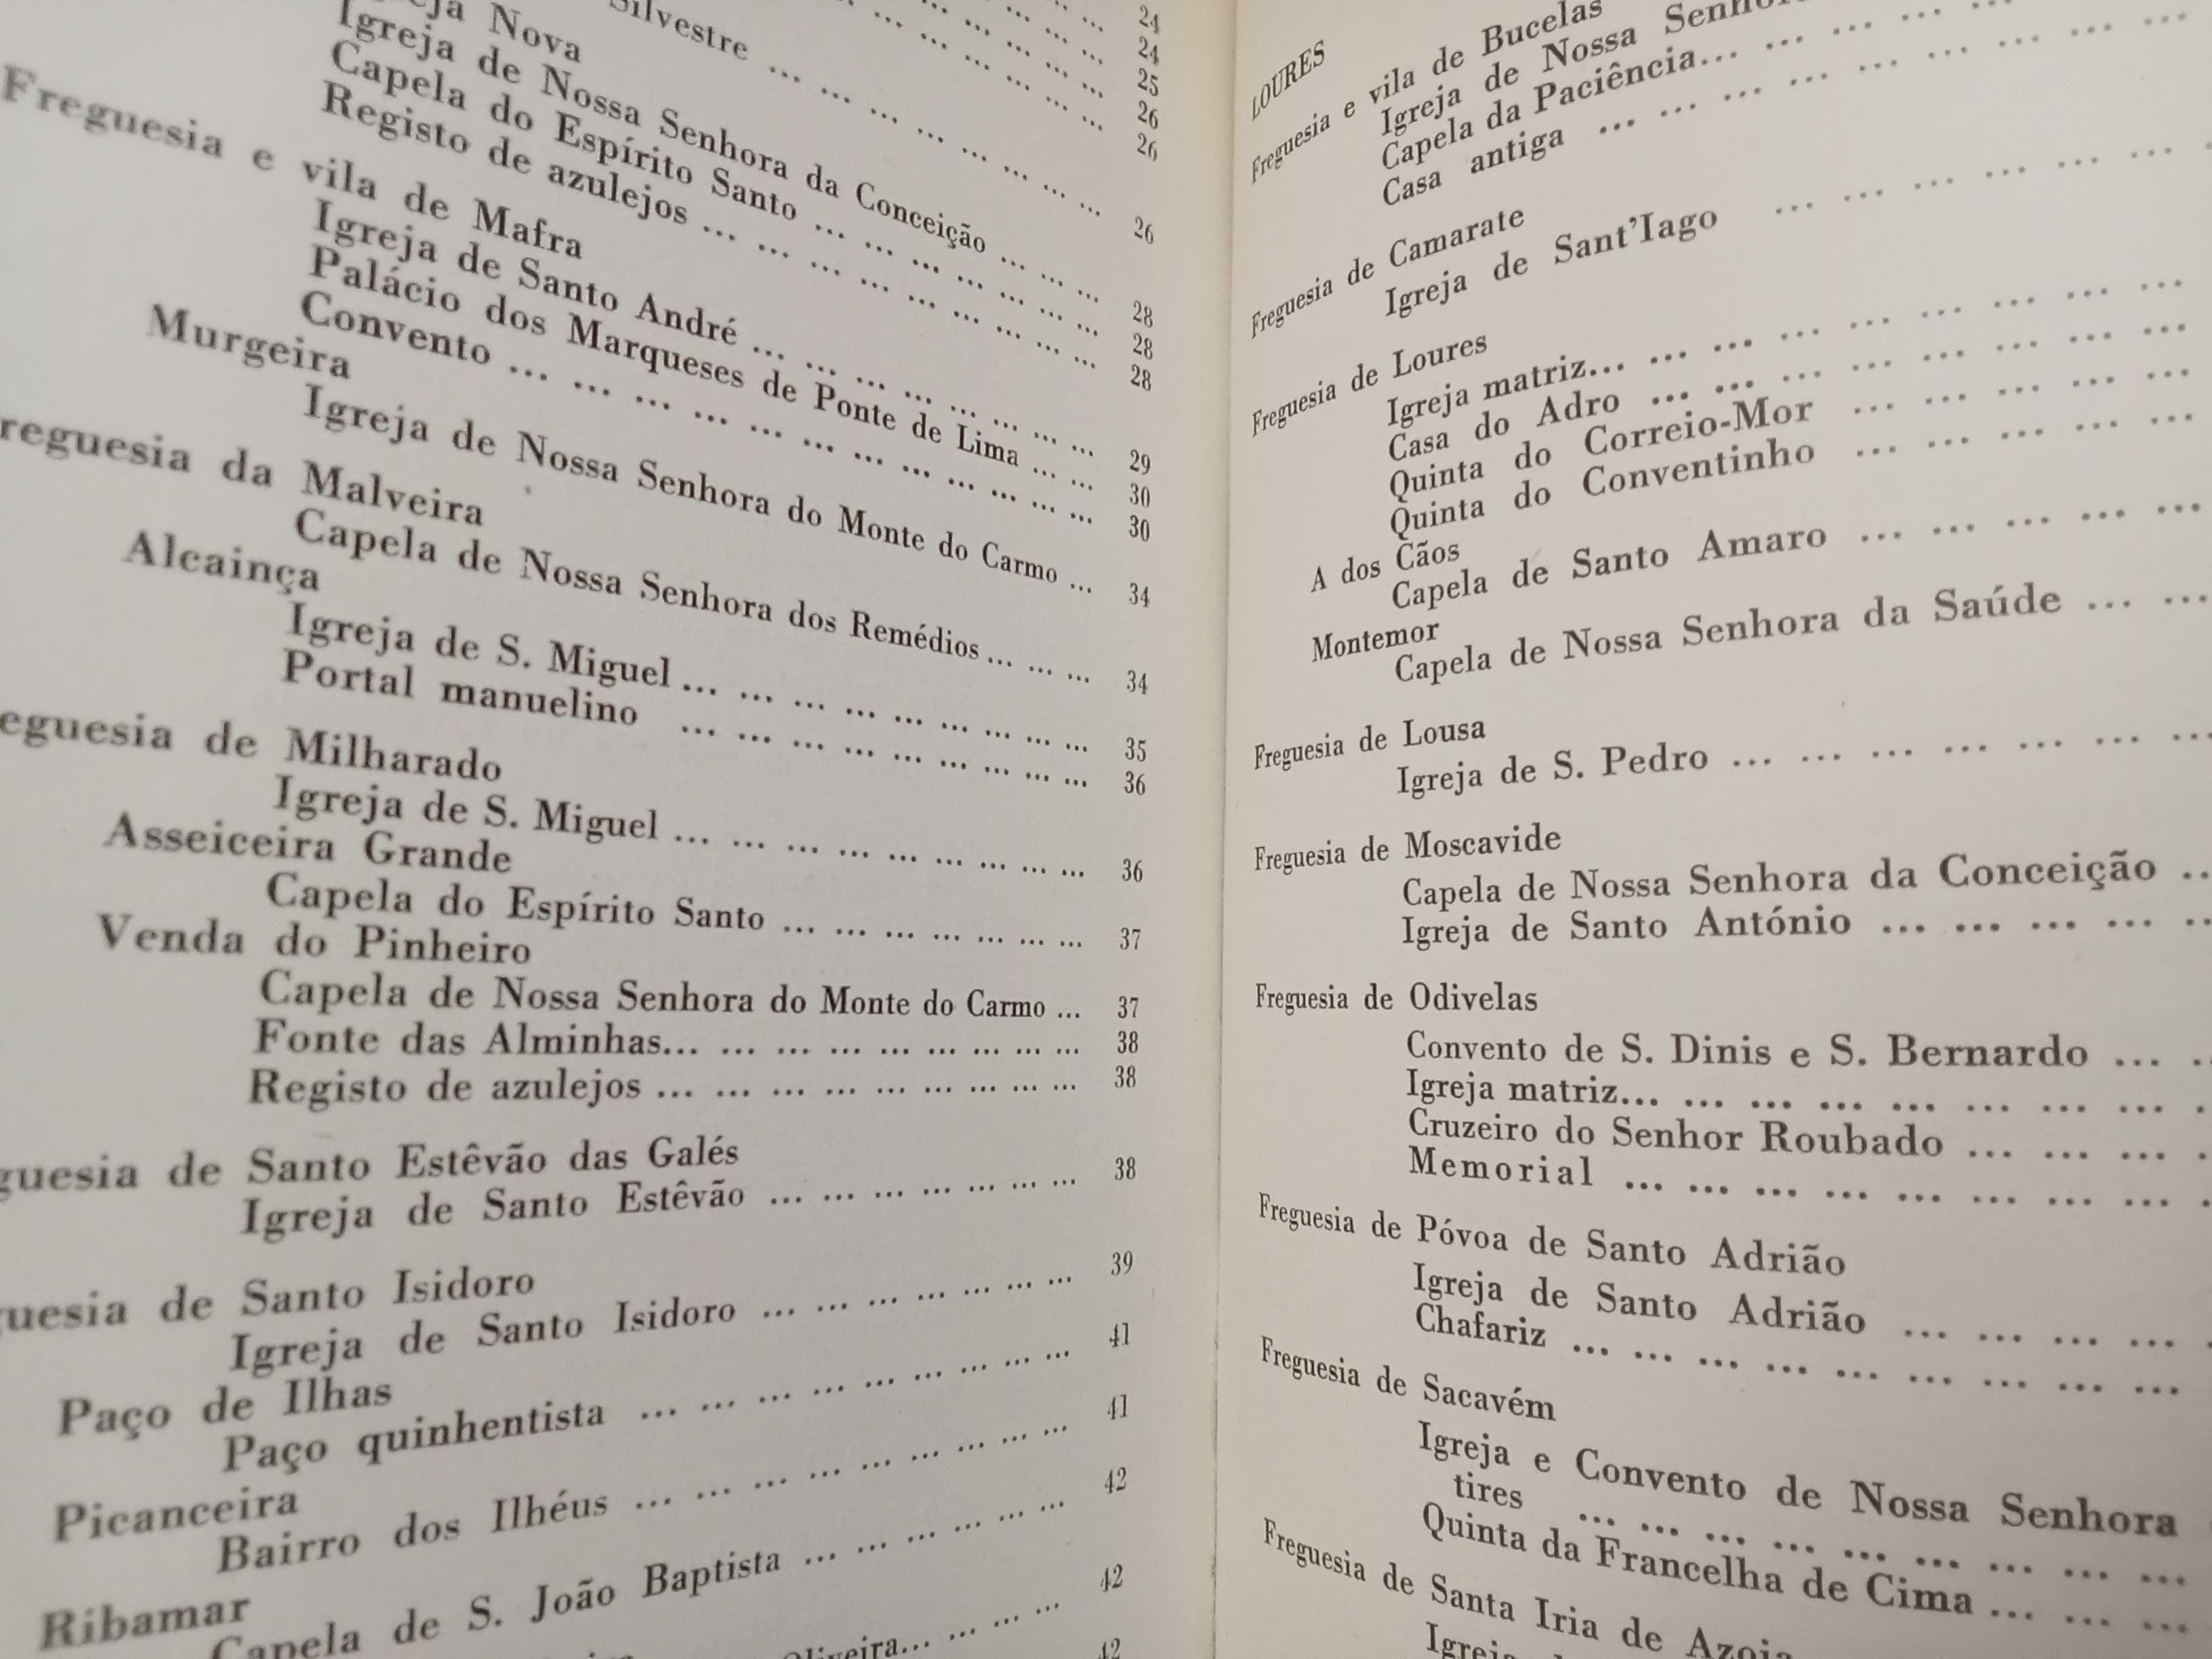 ... ... ... 24
... ... ... 24
... ... ... 25
... ... ... 26
Silvestre ... ... ... ... ... ... ... 26
Nova
Igreja de Nossa Senhora da Conceição ... ... ... 28
Capela do Espírito Santo ... ... ... ... ... ... ... 28
Registo de azulejos ... ... ... ... ... ... ... ... 28
Freguesia e vila de Mafra
Igreja de Santo André ... ... ... ... ... ... ... 29
Palácio dos Marqueses de Ponte de Lima ... ... 30
Convento ... ... ... ... ... ... ... ... ... ... ... 30
Murgeira
Igreja de Nossa Senhora do Monte do Carmo ... 34
reguesia da Malveira
Capela de Nossa Senhora dos Remédios ... ... ... 34
Alcainça
Igreja de S. Miguel ... ... ... ... ... ... ... ... 35
Portal manuelino ... ... ... ... ... ... ... ... 36
eguesia de Milharado
Igreja de S. Miguel ... ... ... ... ... ... ... ... 36
Asseiceira Grande
Capela do Espírito Santo ... ... ... ... ... ... ... 37
Venda do Pinheiro
Capela de Nossa Senhora do Monte do Carmo ... 37
Fonte das Alminhas... ... ... ... ... ... ... ... ... 38
Registo de azulejos ... ... ... ... ... ... ... ... 38
guesia de Santo Estêvão das Galés
Igreja de Santo Estêvão ... ... ... ... ... ... ... 38
guesia de Santo Isidoro
Igreja de Santo Isidoro ... ... ... ... ... ... ... 39
Paço de Ilhas
Paço quinhentista ... ... ... ... ... ... ... ... 41
Picanceira
Bairro dos Ilhéus ... ... ... ... ... ... ... ... 41
Ribamar
Capela de S. João Baptista ... ... ... ... ... ... 42
Oliveira... ... ... ... 42
42
LOURES
Freguesia e vila de Bucelas
Igreja de Nossa
Capela da Paciência... ... ... ... ...
Casa antiga ... ... ... ... ... ... ... ... ...
Freguesia de Camarate
Igreja de Sant'Iago ... ... ... ... ... ...
Freguesia de Loures
Igreja matriz... ... ... ... ... ... ... ... ...
Casa do Adro ... ... ... ... ... ... ... ...
Quinta do Correio-Mor ... ... ... ... ...
Quinta do Conventinho ... ... ... ... ...
A dos Cãos
Capela de Santo Amaro ... ... ... ... ...
Montemor
Capela de Nossa Senhora da Saúde ... ...
Freguesia de Lousa
Igreja de S. Pedro ... ... ... ... ... ... ...
Freguesia de Moscavide
Capela de Nossa Senhora da Conceição ...
Igreja de Santo António ... ... ... ... ...
Freguesia de Odivelas
Convento de S. Dinis e S. Bernardo ... ...
Igreja matriz... ... ... ... ... ... ... ... ...
Cruzeiro do Senhor Roubado ... ... ... ...
Memorial ... ... ... ... ... ... ... ... ...
Freguesia de Póvoa de Santo Adrião
Igreja de Santo Adrião ... ... ... ... ...
Chafariz ... ... ... ... ... ... ... ... ...
Freguesia de Sacavém
Igreja e Convento de Nossa Senhora
tires ... ... ... ... ... ... ... ... ...
Quinta da Francelha de Cima ... ... ...
Freguesia de Santa Iria de Azoia